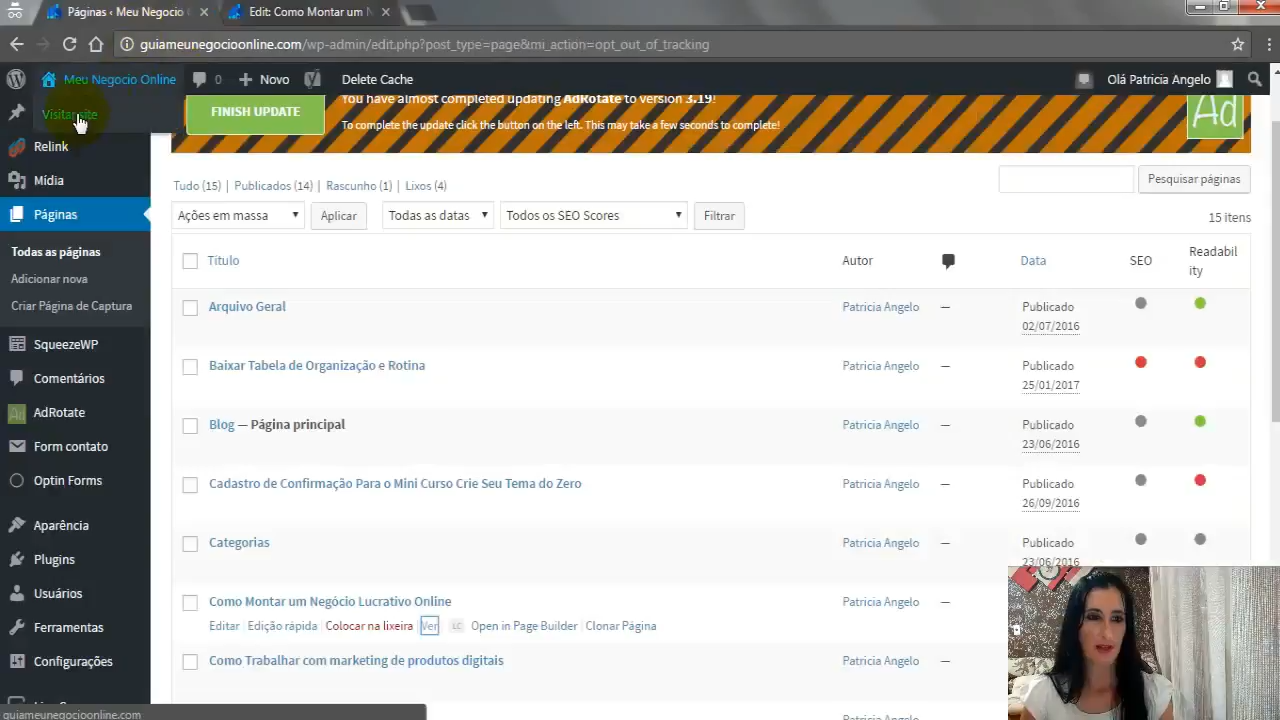 Páginas ‹ Meu Negocio
Edit: Como Montar um N
guiameunegocioonline.com/wp-admin/edit.php?post_type=page&mi_action=opt_out_of_tracking
Meu Negocio Online 0 Novo Delete Cache Olá Patricia Angelo
Visitar site
FINISH UPDATE
You have almost completed updating AdRotate to version 3.19!
To complete the update click the button on the left. This may take a few seconds to complete!
Ad
Relink
Mídia
Páginas
Todas as páginas
Adicionar nova
Criar Página de Captura
SqueezeWP
Comentários
AdRotate
Form contato
Optin Forms
Aparência
Plugins
Usuários
Ferramentas
Configurações
Tudo (15) | Publicados (14) | Rascunho (1) | Lixos (4)
Pesquisar páginas
Ações em massa Aplicar Todas as datas Todos os SEO Scores Filtrar
15 itens
Título Autor Data SEO Readabil
ity
Arquivo Geral Patricia Angelo — Publicado
02/07/2016
Baixar Tabela de Organização e Rotina Patricia Angelo — Publicado
25/01/2017
Blog — Página principal Patricia Angelo — Publicado
23/06/2016
Cadastro de Confirmação Para o Mini Curso Crie Seu Tema do Zero Patricia Angelo — Publicado
26/09/2016
Categorias Patricia Angelo — Publicado
23/06/2016
Como Montar um Negócio Lucrativo Online Patricia Angelo —
Editar | Edição rápida | Colocar na lixeira | Ver | LC Open in Page Builder | Clonar Página
Como Trabalhar com marketing de produtos digitais Patricia Angelo —
guiameunegocioonline.com